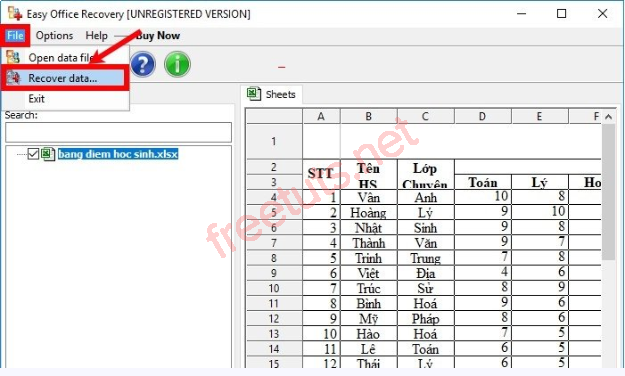 Easy Office Recovery [UNREGISTERED VERSION]
File Options Help Buy Now
Open data file
Recover data...
Exit
Search:
bang diem hoc sinh.xlsx
Sheets
A B C D E F
1
2 STT Tên Lớp
3 HS Chuyên Toán Lý Ho
4 1 Vân Anh 10 8
5 2 Hoàng Lý 9 10
6 3 Nhật Sinh 9 8
7 4 Thành Văn 9 7
8 5 Trinh Trung 7 8
9 6 Việt Địa 4 6
10 7 Trúc Sử 8 9
11 8 Bình Hoá 9 6
12 9 Mỹ Pháp 8 6
13 10 Hào Hoá 7 5
14 11 Lê Toán 6 5
15 12 Thái Lý 6 5
freetuts.net